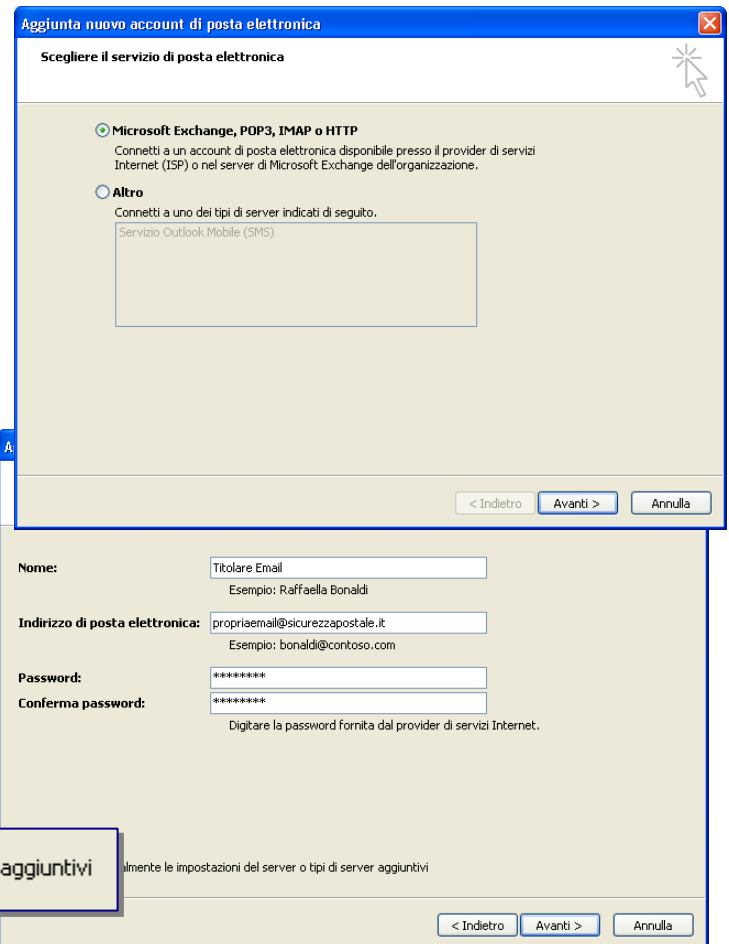 Aggiunta nuovo account di posta elettronica
Scegliere il servizio di posta elettronica
Microsoft Exchange, POP3, IMAP o HTTP
Connetti a un account di posta elettronica disponibile presso il provider di servizi
Internet (ISP) o nel server di Microsoft Exchange dell'organizzazione.
Altro
Connetti a uno dei tipi di server indicati di seguito.
Servizio Outlook Mobile (SMS)
< Indietro
Avanti >
Annulla
Nome:
Titolare Email
Esempio: Raffaella Bonaldi
Indirizzo di posta elettronica:
propriaemail@sicurezzapostale.it
Esempio: bonaldi@contoso.com
Password:
********
Conferma password:
********
Digitare la password fornita dal provider di servizi Internet.
aggiuntivi
almente le impostazioni del server o tipi di server aggiuntivi
< Indietro
Avanti >
Annulla